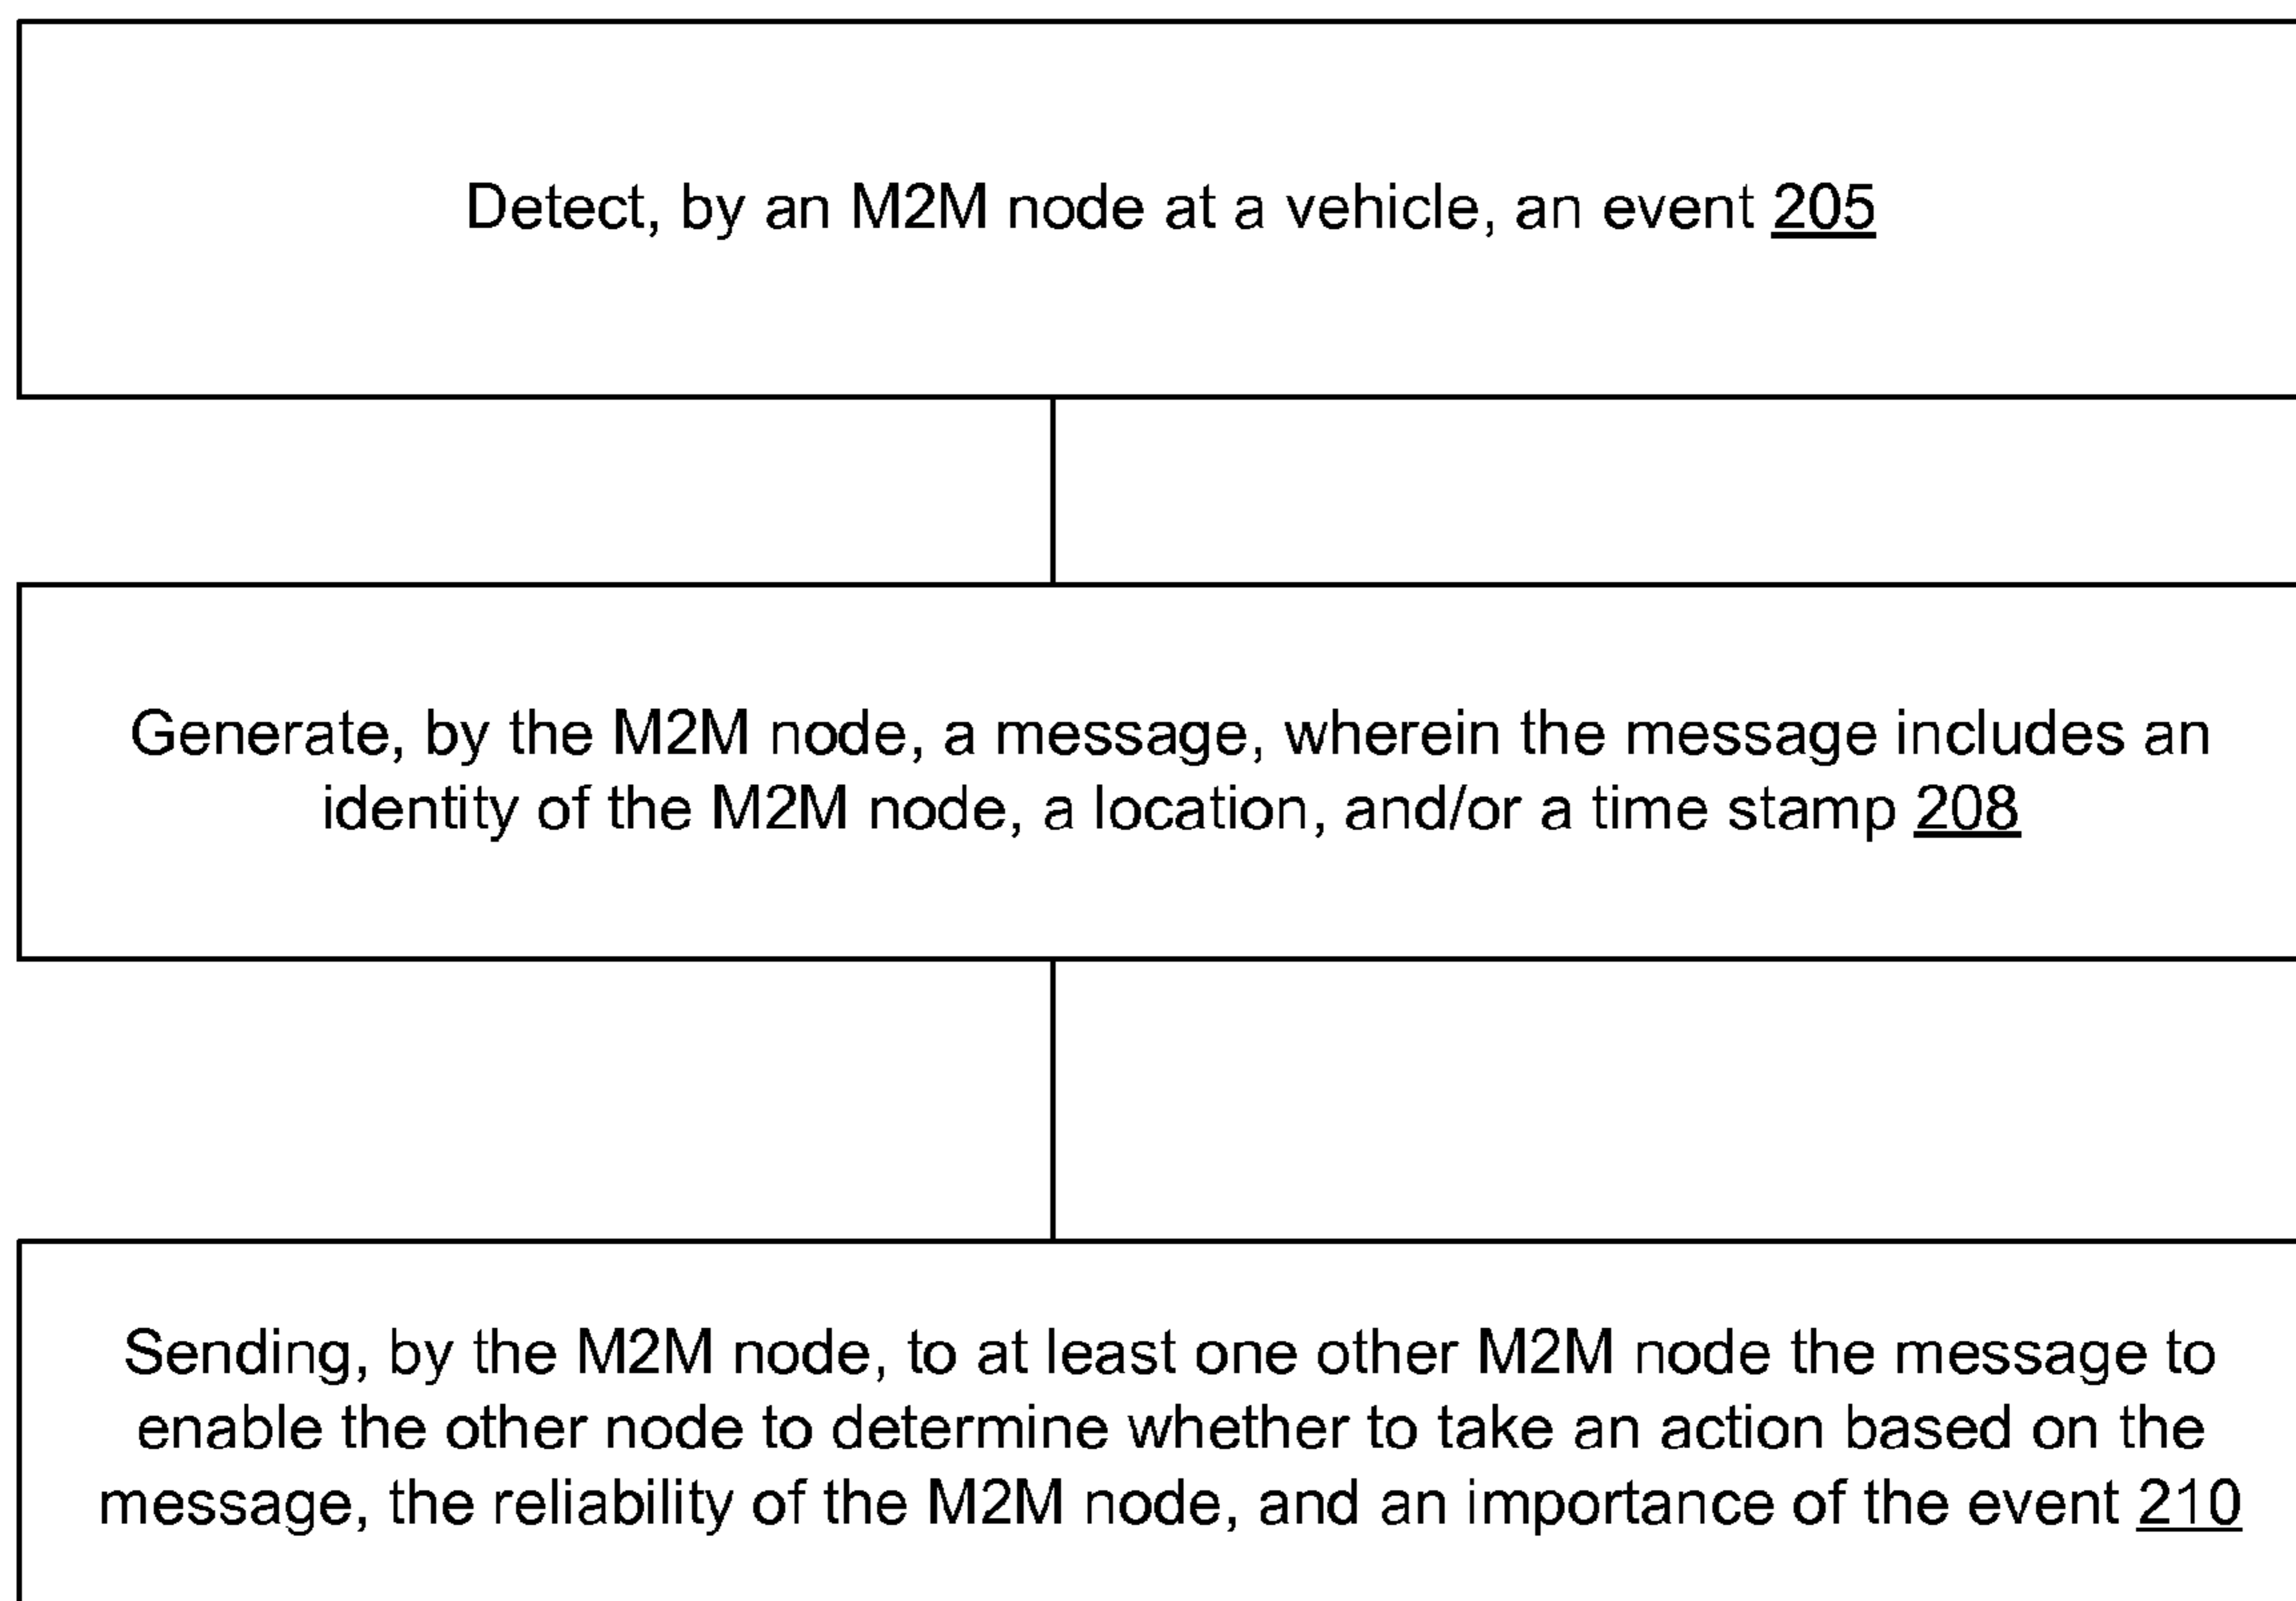 Detect, by an M2M node at a vehicle, an event 205
Generate, by the M2M node, a message, wherein the message includes an
identity of the M2M node, a location, and/or a time stamp 208
Sending, by the M2M node, to at least one other M2M node the message to
enable the other node to determine whether to take an action based on the
message, the reliability of the M2M node, and an importance of the event 210